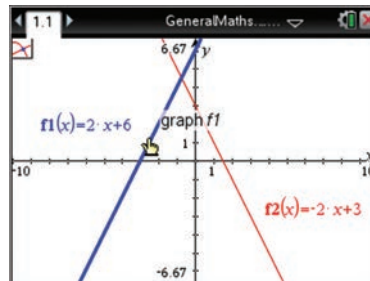 1.1 GeneralMaths......
6.67 y
f1(x)=2·x+6
graph f1
1
x
-10 1 10
f2(x)=-2·x+3
-6.67